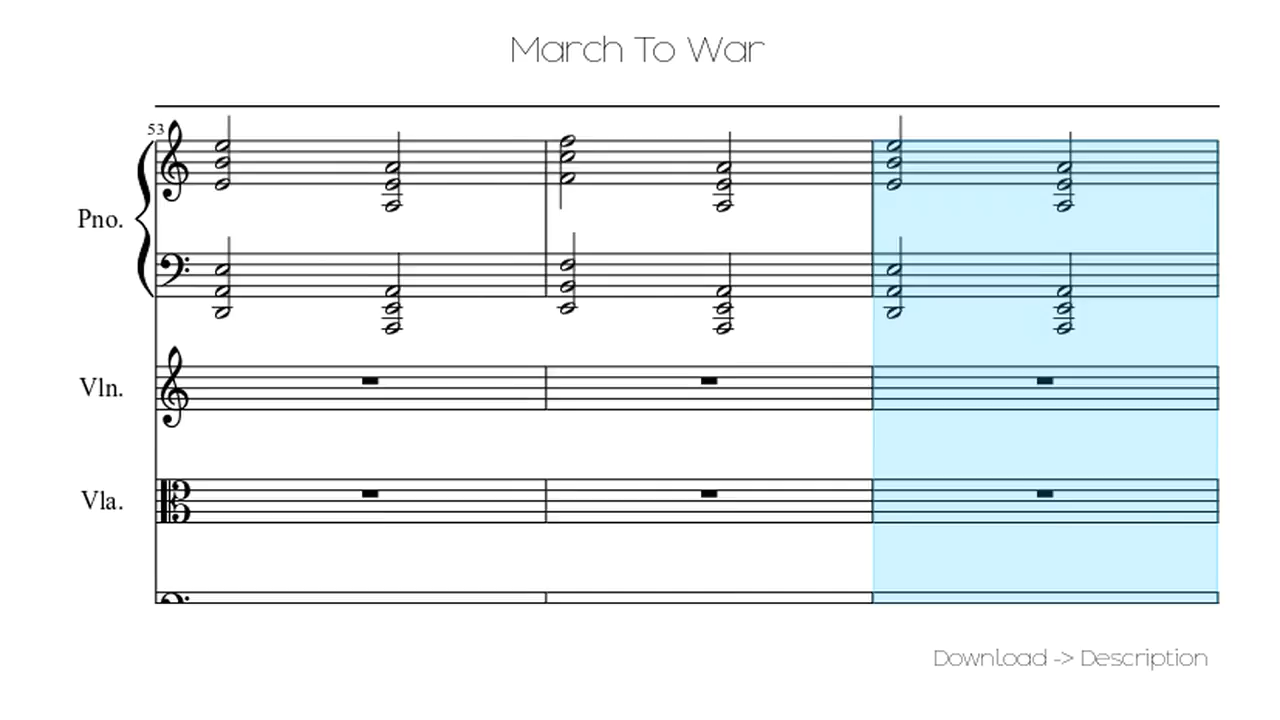 March To War
53
Pno.
Vln.
Vla.
Download -> Description